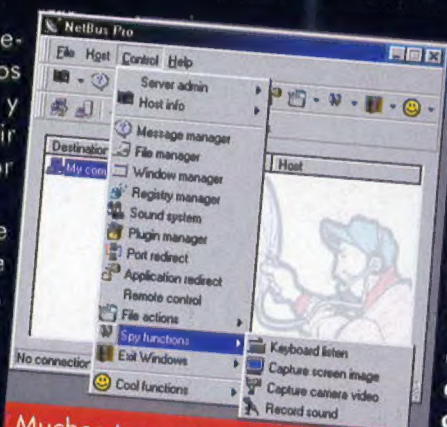 NetBus Pro
File Host Control Help
Server admin
Host info
Message manager
File manager
Window manager
Registry manager
Sound system
Plugin manager
Port redirect
Application redirect
Remote control
File actions
Spy functions
Exit Windows
Cool functions
Keyboard listen
Capture screen image
Capture camera video
Record sound
Destination
Host
My com
No connection
y